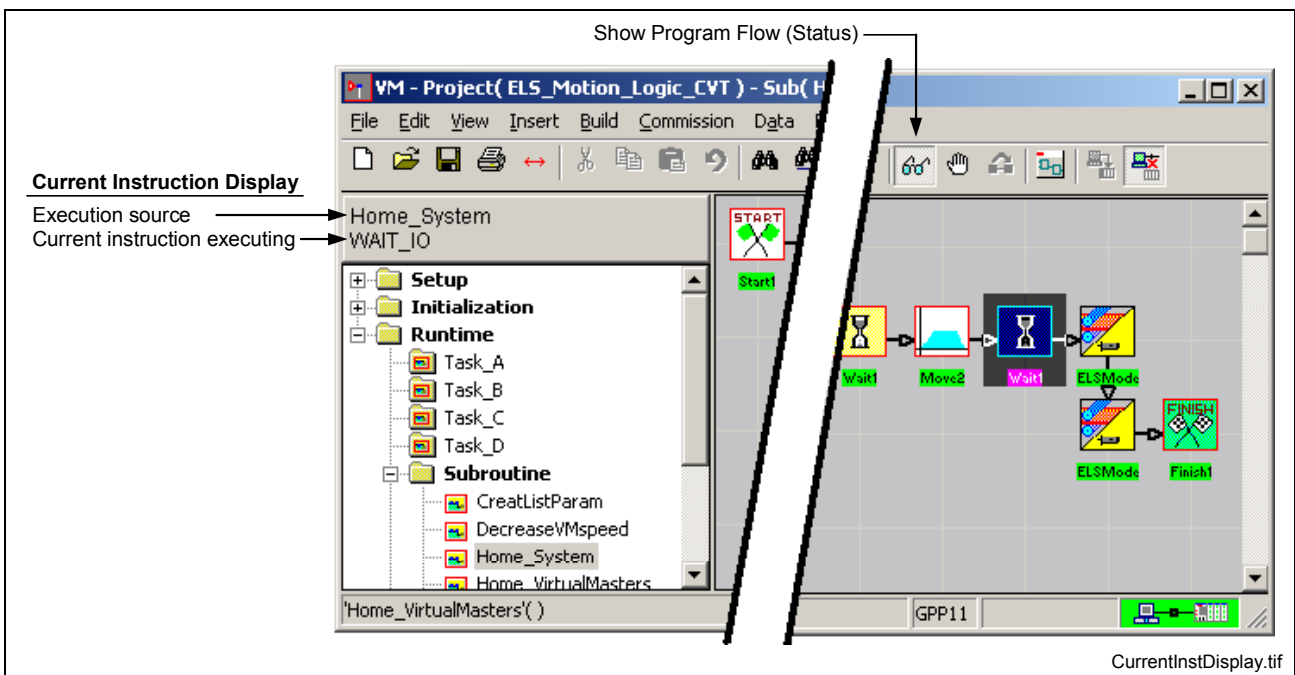 Show Program Flow (Status)
VM - Project( ELS_Motion_Logic_CVT ) - Sub( H
File Edit View Insert Build Commission Data
Current Instruction Display
Execution source
Current instruction executing
Home_System
WAIT_IO
Setup
Initialization
Runtime
Task_A
Task_B
Task_C
Task_D
Subroutine
CreatListParam
DecreaseVMspeed
Home_System
Home_VirtualMasters
START
Start1
Wait1
Move2
Wait1
ELSMode
FINISH
ELSMode
Finish1
'Home_VirtualMasters'( )
GPP11
CurrentInstDisplay.tif